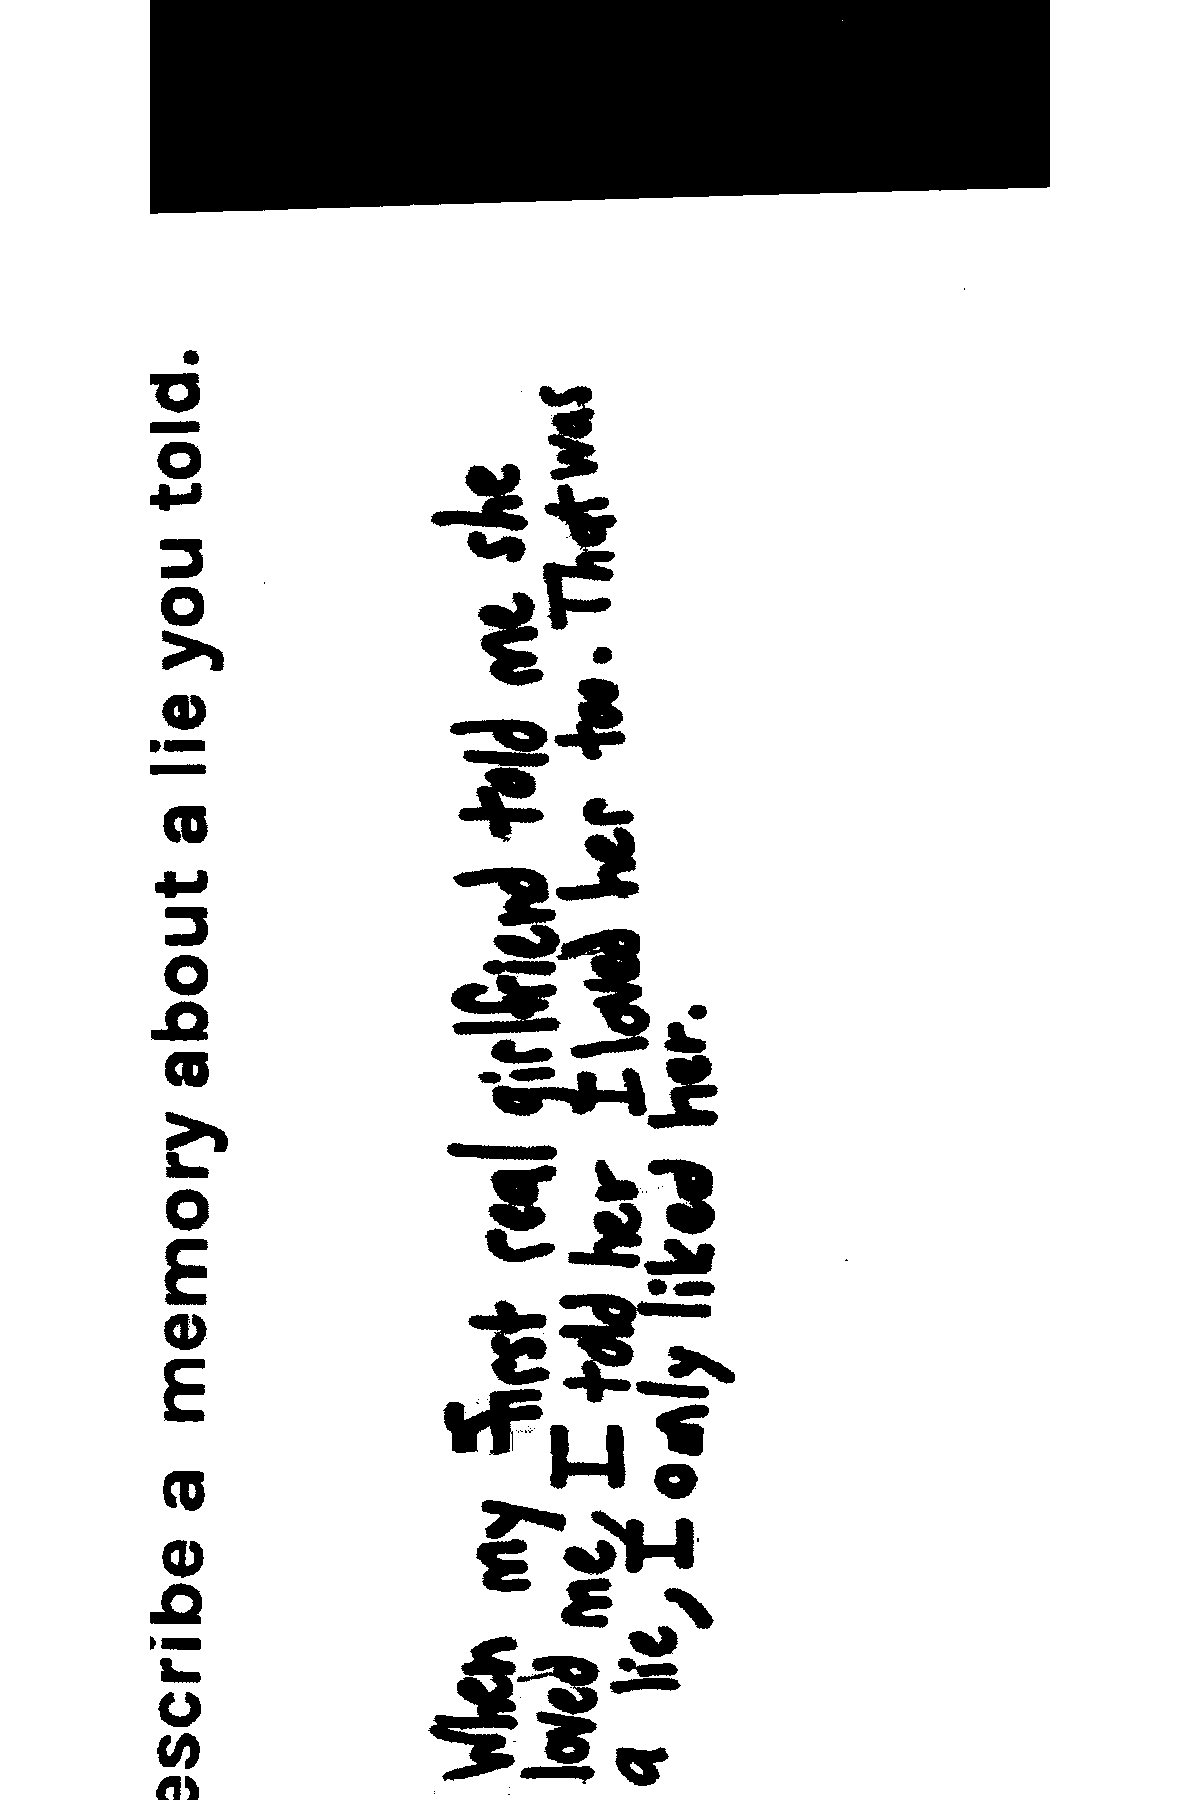 escribe a memory about a lie you told.
When my first real girlfriend told me she
loved me, I told her I loved her too. That was
a lie, I only liked her.